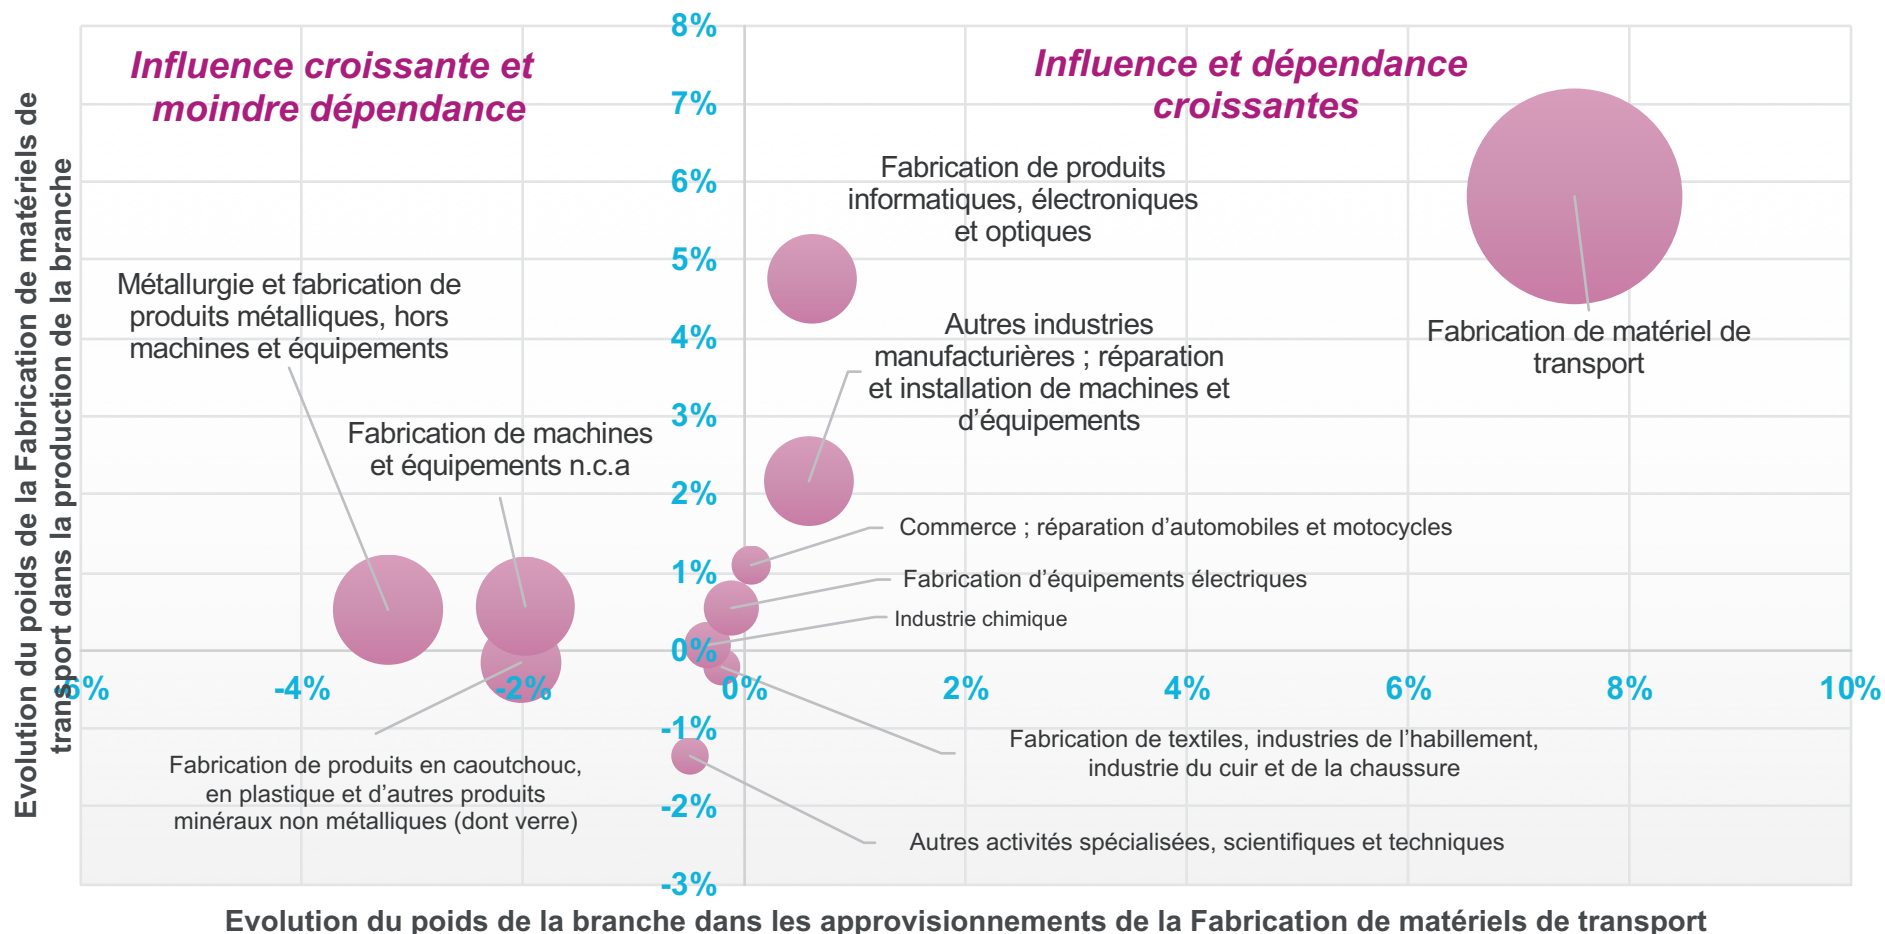 8%
7%
6%
5%
4%
3%
2%
1%
0%
-1%
-2%
-3%
-6%
-4%
-2%
0%
2%
4%
6%
8%
10%
Influence croissante et
moindre dépendance
Influence et dépendance
croissantes
Evolution du poids de la Fabrication de matériels de
transport dans la production de la branche
Fabrication de produits
informatiques, électroniques
et optiques
Métallurgie et fabrication de
produits métalliques, hors
machines et équipements
Autres industries
manufacturières ; réparation
et installation de machines et
d’équipements
Fabrication de matériel de
transport
Fabrication de machines
et équipements n.c.a
Commerce ; réparation d’automobiles et motocycles
Fabrication d’équipements électriques
Industrie chimique
Fabrication de textiles, industries de l’habillement,
industrie du cuir et de la chaussure
Fabrication de produits en caoutchouc,
en plastique et d’autres produits
minéraux non métalliques (dont verre)
Autres activités spécialisées, scientifiques et techniques
Evolution du poids de la branche dans les approvisionnements de la Fabrication de matériels de transport